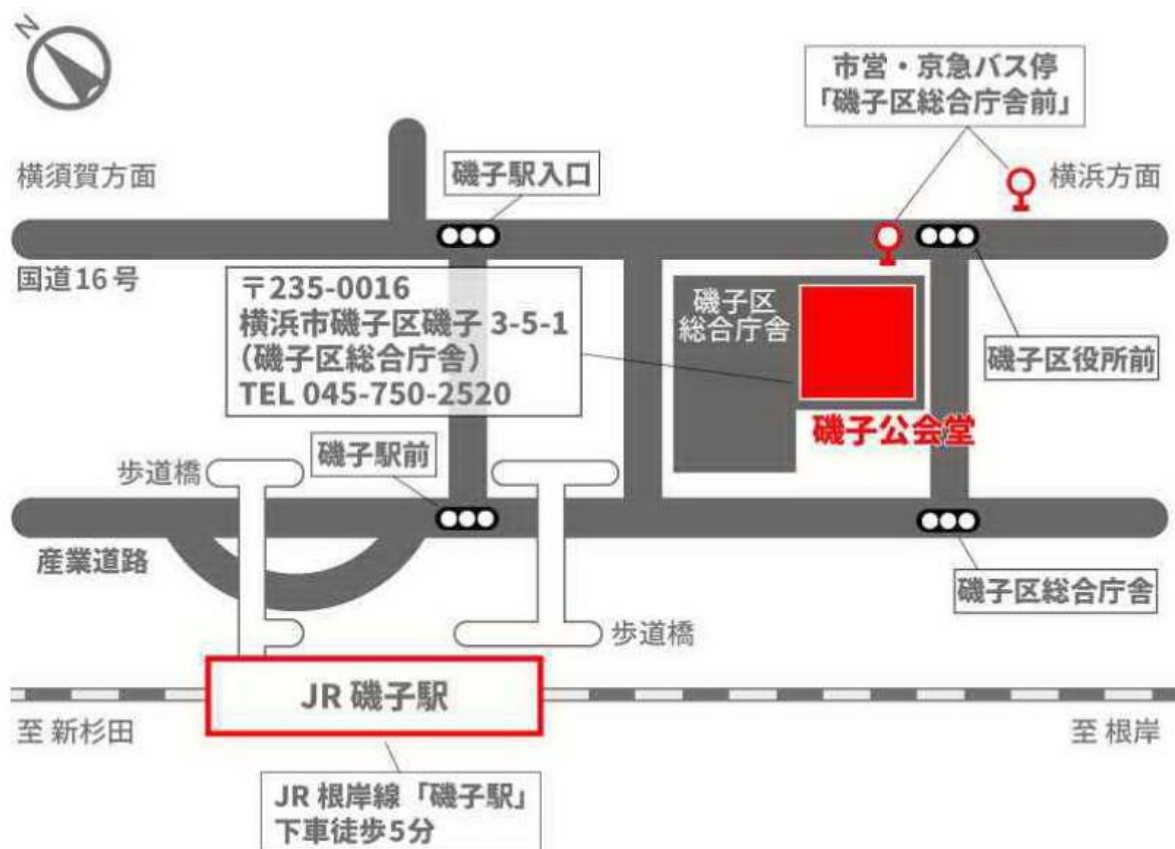 N
市営・京急バス停
「磯子区総合庁舎前」
横須賀方面
磯子駅入口
横浜方面
国道16号
〒235-0016
横浜市磯子区磯子 3-5-1
(磯子区総合庁舎)
TEL 045-750-2520
磯子区
総合庁舎
磯子区役所前
磯子公会堂
歩道橋
磯子駅前
産業道路
磯子区総合庁舎
歩道橋
JR 磯子駅
至 新杉田
至 根岸
JR 根岸線「磯子駅」
下車徒歩5分